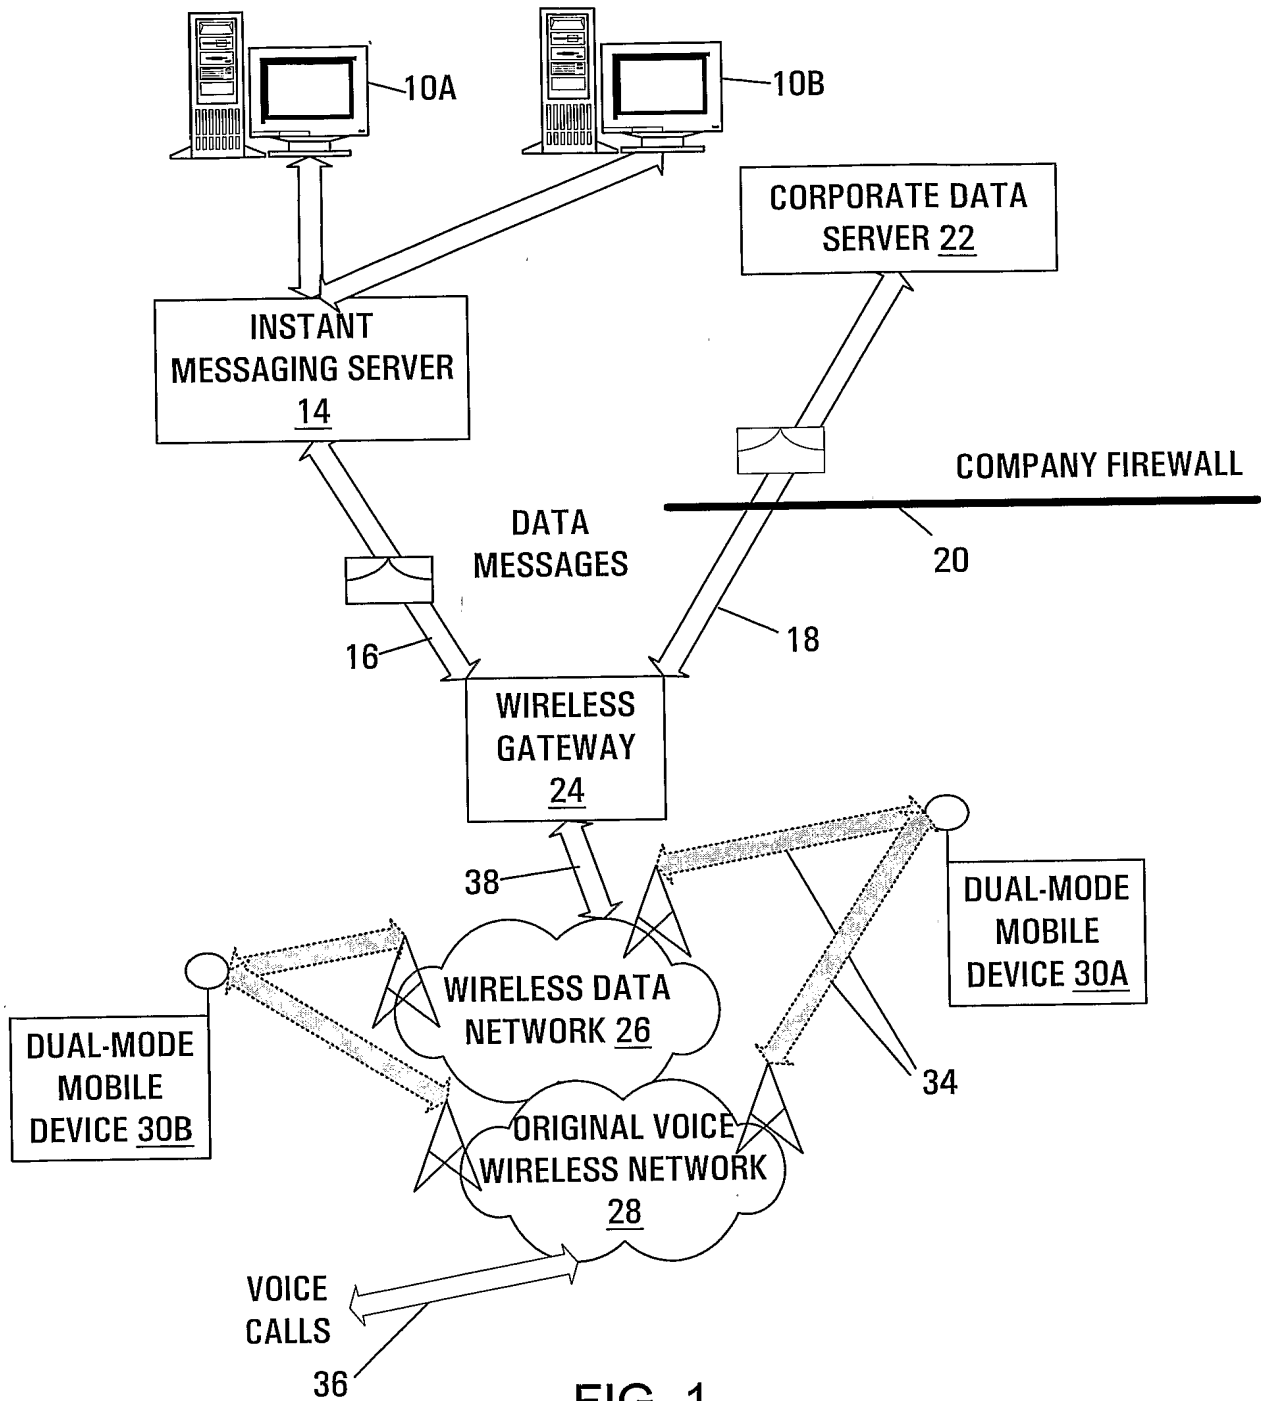 10A
10B
CORPORATE DATA
SERVER 22
INSTANT
MESSAGING SERVER
14
COMPANY FIREWALL
20
DATA
MESSAGES
16
18
WIRELESS
GATEWAY
24
38
DUAL-MODE
MOBILE
DEVICE 30A
WIRELESS DATA
NETWORK 26
DUAL-MODE
MOBILE
DEVICE 30B
34
ORIGINAL VOICE
WIRELESS NETWORK
28
VOICE
CALLS
36
FIG. 1